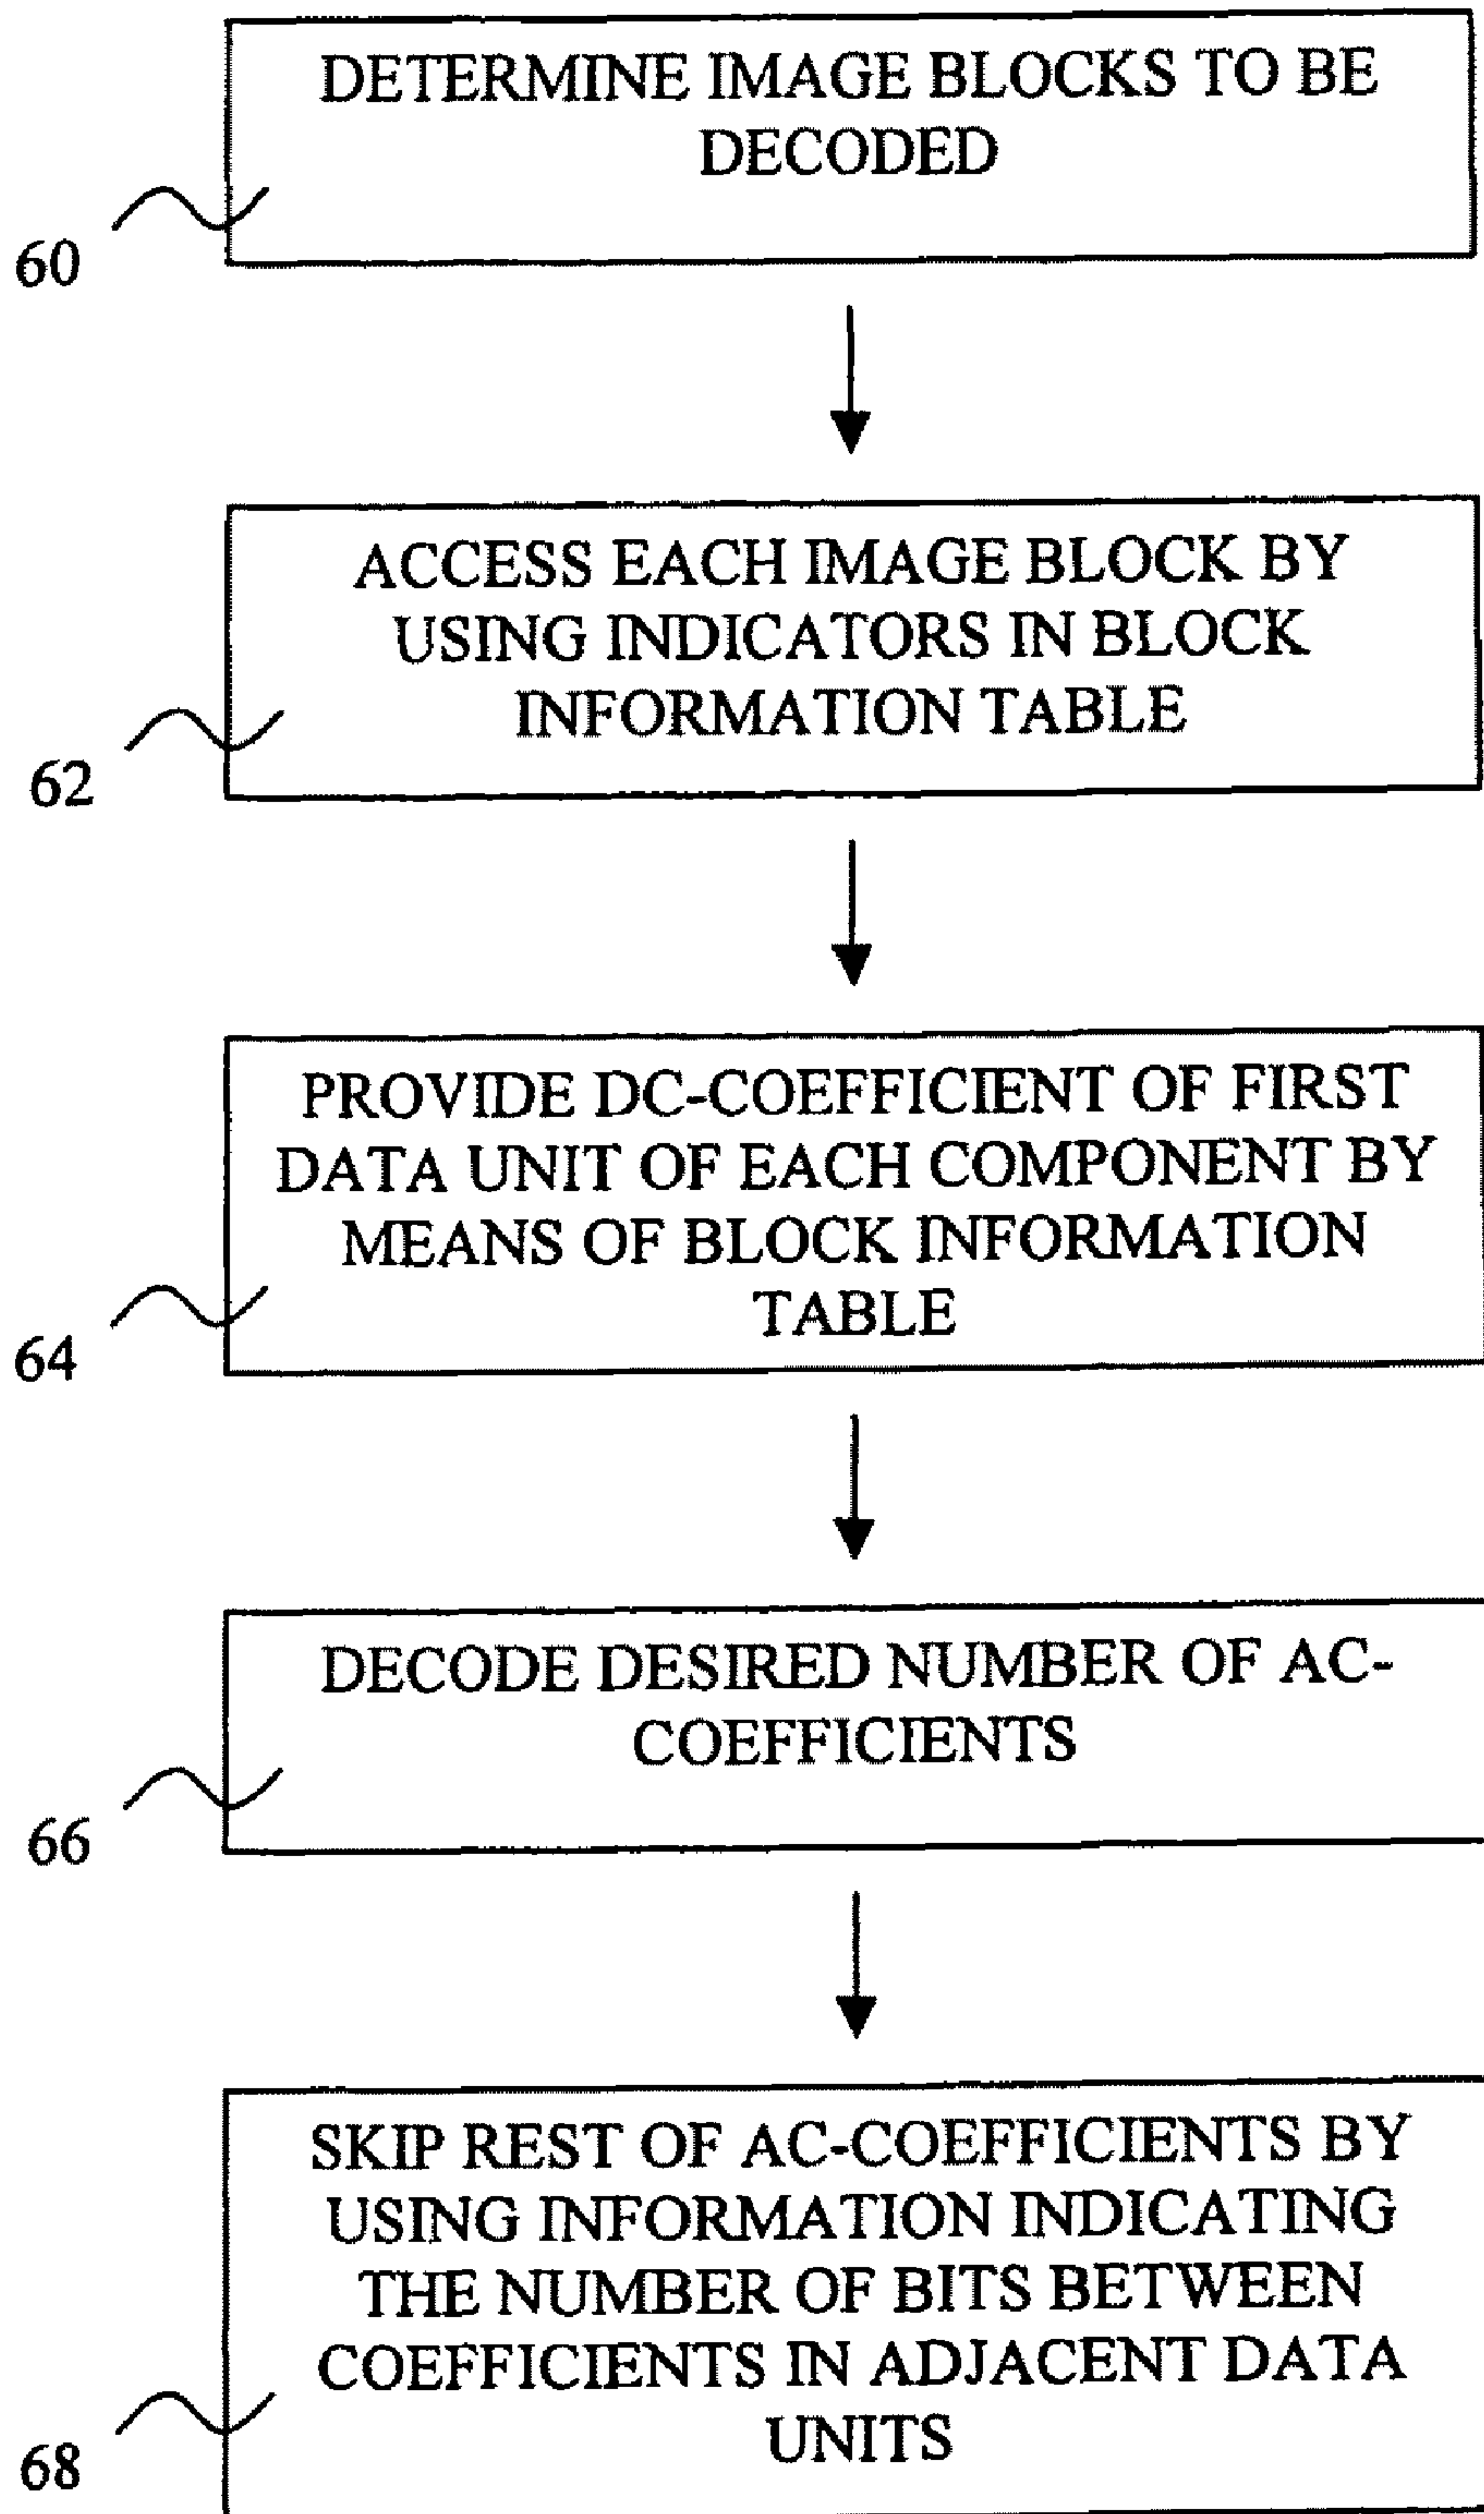 DETERMINE IMAGE BLOCKS TO BE
DECODED
60
ACCESS EACH IMAGE BLOCK BY
USING INDICATORS IN BLOCK
INFORMATION TABLE
62
PROVIDE DC-COEFFICIENT OF FIRST
DATA UNIT OF EACH COMPONENT BY
MEANS OF BLOCK INFORMATION
TABLE
64
DECODE DESIRED NUMBER OF AC-
COEFFICIENTS
66
SKIP REST OF AC-COEFFICIENTS BY
USING INFORMATION INDICATING
THE NUMBER OF BITS BETWEEN
COEFFICIENTS IN ADJACENT DATA
UNITS
68